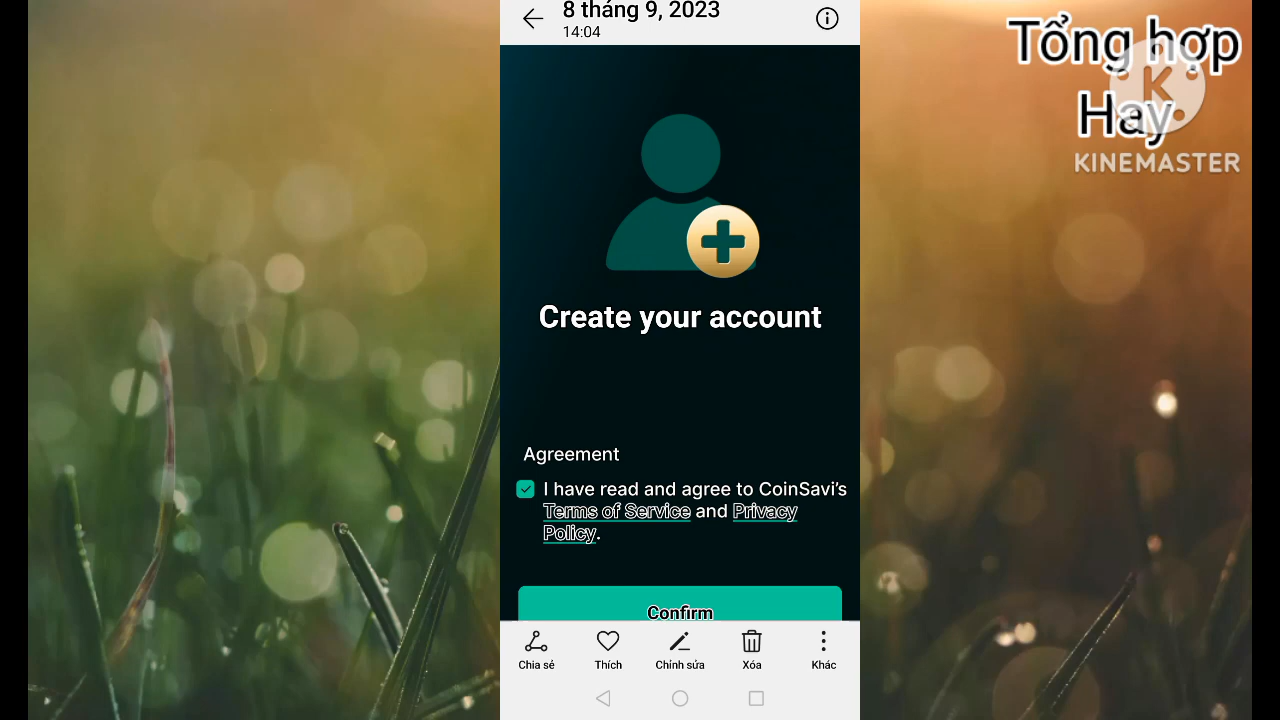 8 tháng 9, 2023
14:04
Tổng hợp
Hay
K
KINEMASTER
Create your account
Agreement
I have read and agree to CoinSavi’s
Terms of Service and Privacy
Policy.
Confirm
Chia sẻ
Thích
Chỉnh sửa
Xóa
Khác